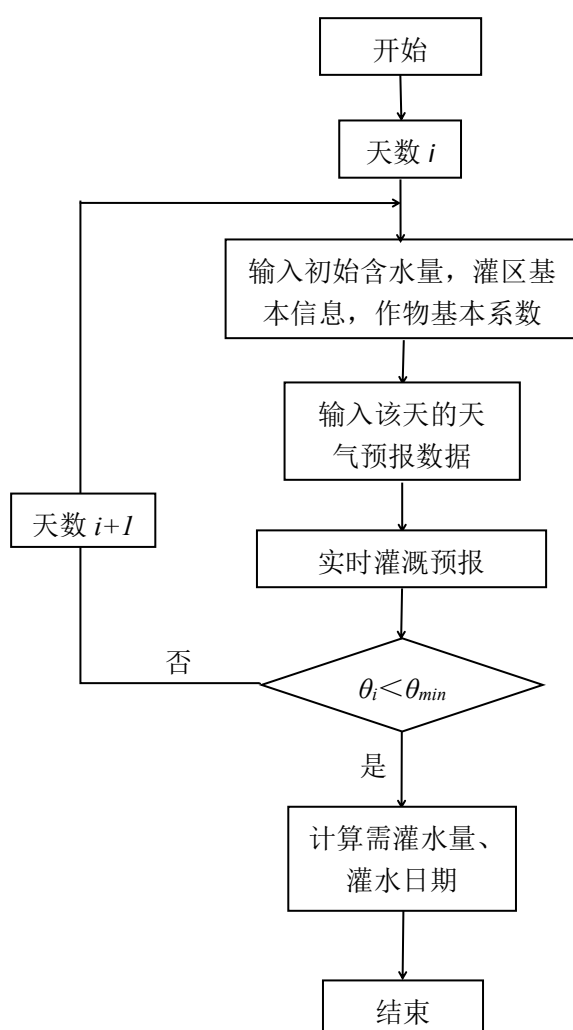 开始
天数 i
输入初始含水量，灌区基
本信息，作物基本系数
输入该天的天
气预报数据
天数 i+1
实时灌溉预报
否
θi＜θmin
是
计算需灌水量、
灌水日期
结束